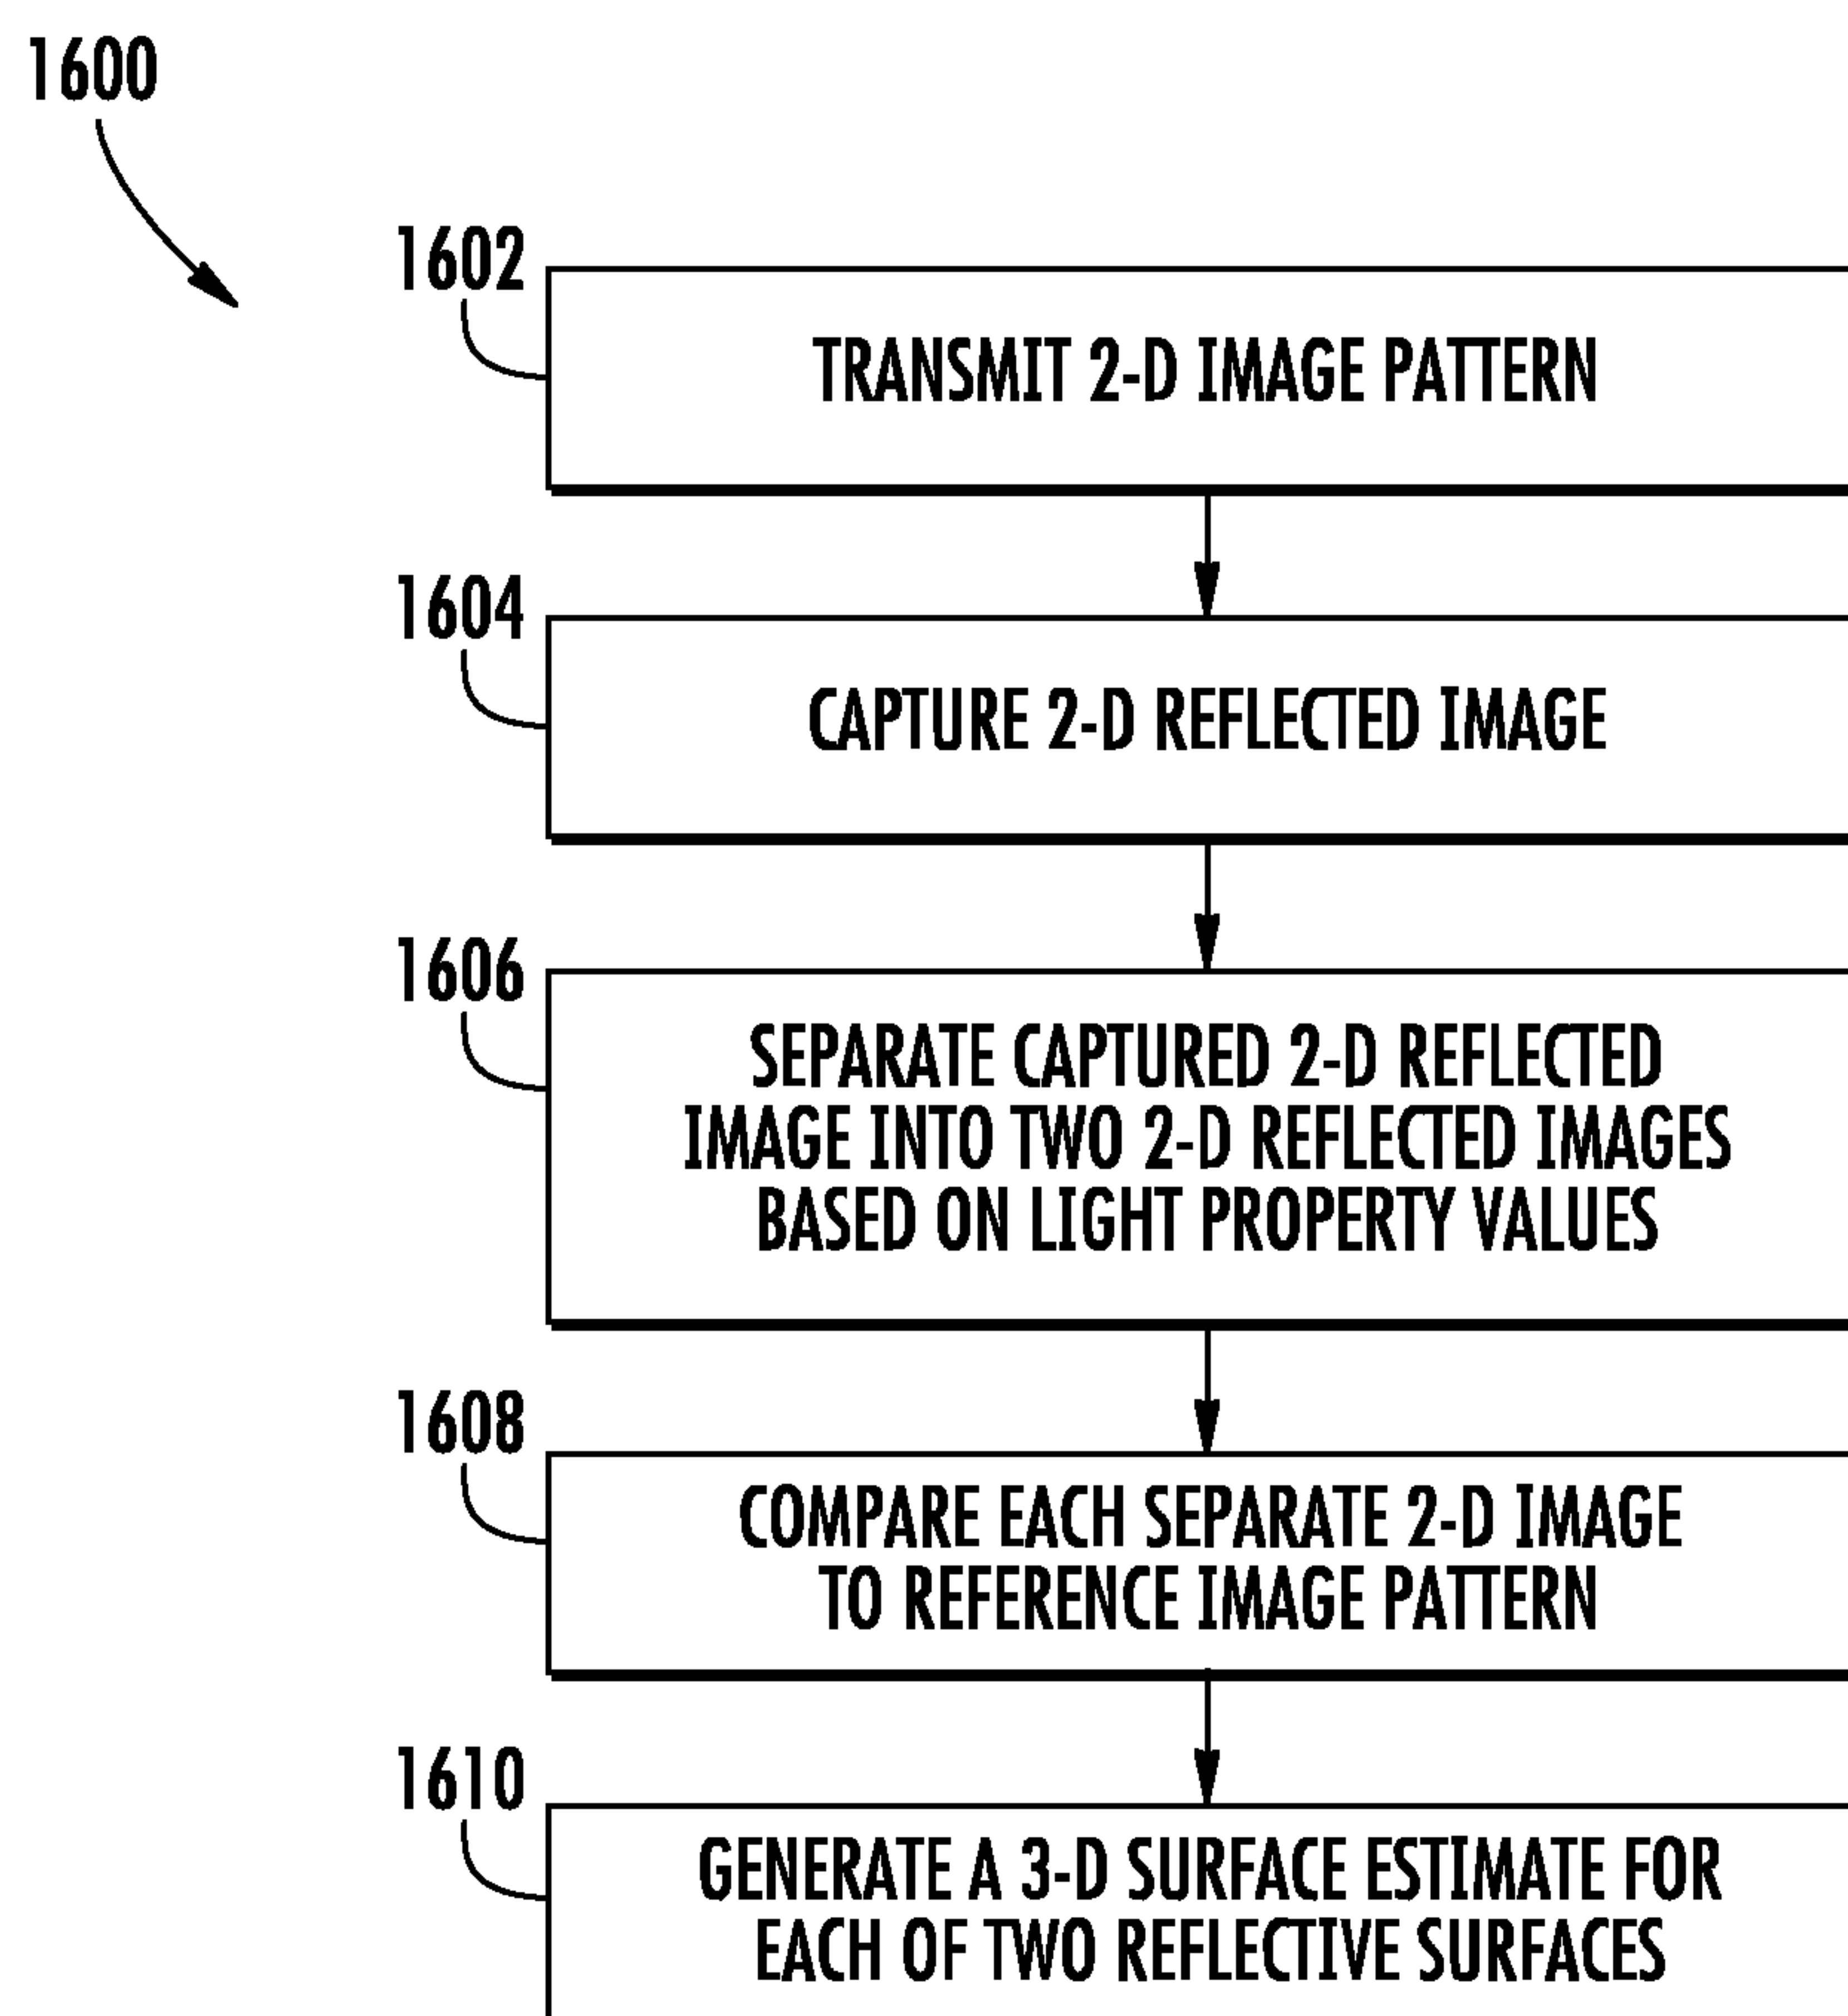 1600
1602
TRANSMIT 2-D IMAGE PATTERN
1604
CAPTURE 2-D REFLECTED IMAGE
1606
SEPARATE CAPTURED 2-D REFLECTED
IMAGE INTO TWO 2-D REFLECTED IMAGES
BASED ON LIGHT PROPERTY VALUES
1608
COMPARE EACH SEPARATE 2-D IMAGE
TO REFERENCE IMAGE PATTERN
1610
GENERATE A 3-D SURFACE ESTIMATE FOR
EACH OF TWO REFLECTIVE SURFACES